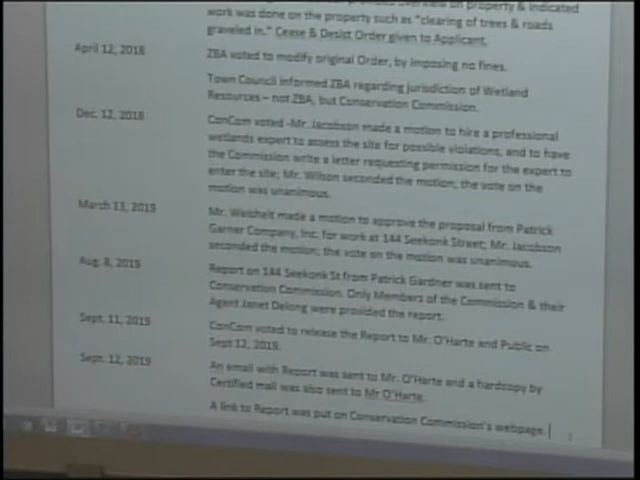 overview on property & indicated
work was done on the property such as "clearing of trees & roads
graveled in." Cease & Desist Order given to Applicant.
April 12, 2018
ZBA voted to modify original Order, by imposing no fines.
Town Council informed ZBA regarding jurisdiction of Wetland
Resources – not ZBA, but Conservation Commission.
Dec. 12, 2018
ConCom voted -Mr. Jacobson made a motion to hire a professional
wetlands expert to assess the site for possible violations, and to have
the Commission write a letter requesting permission for the expert to
enter the site; Mr. Wilson seconded the motion; the vote on the
motion was unanimous.
March 13, 2019
Mr. Weisheit made a motion to approve the proposal from Patrick
Garner Company, Inc. for work at 144 Seekonk Street; Mr. Jacobson
seconded the motion; the vote on the motion was unanimous.
Aug. 8, 2019
Report on 144 Seekonk St from Patrick Gardner was sent to
Conservation Commission. Only Members of the Commission & their
Agent Janet Delong were provided the report.
Sept. 11, 2019
ConCom voted to release the Report to Mr. O'Harte and Public on
Sept 12, 2019.
Sept. 12, 2019
An email with Report was sent to Mr. O'Harte and a hardcopy by
Certified mail was also sent to Mr O'Harte.
A link to Report was put on Conservation Commission's webpage.